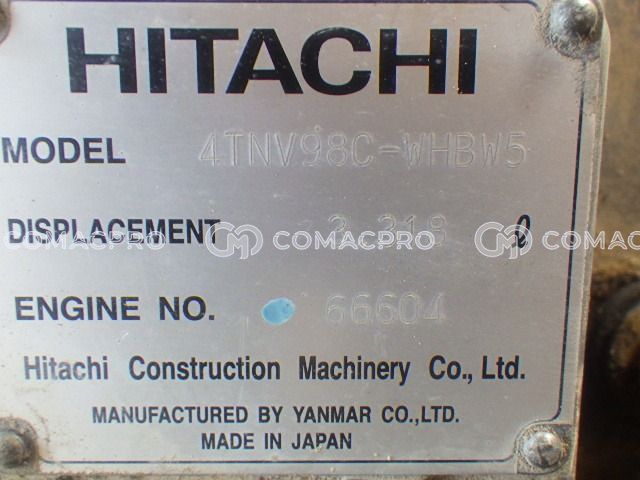 HITACHI
MODEL 4TNV98C-WHBW5
DISPLACEMENT 3.318 ℓ
COMACPRO COMACPRO COMACPRO
ENGINE NO. 66604
Hitachi Construction Machinery Co., Ltd.
MANUFACTURED BY YANMAR CO.,LTD.
MADE IN JAPAN